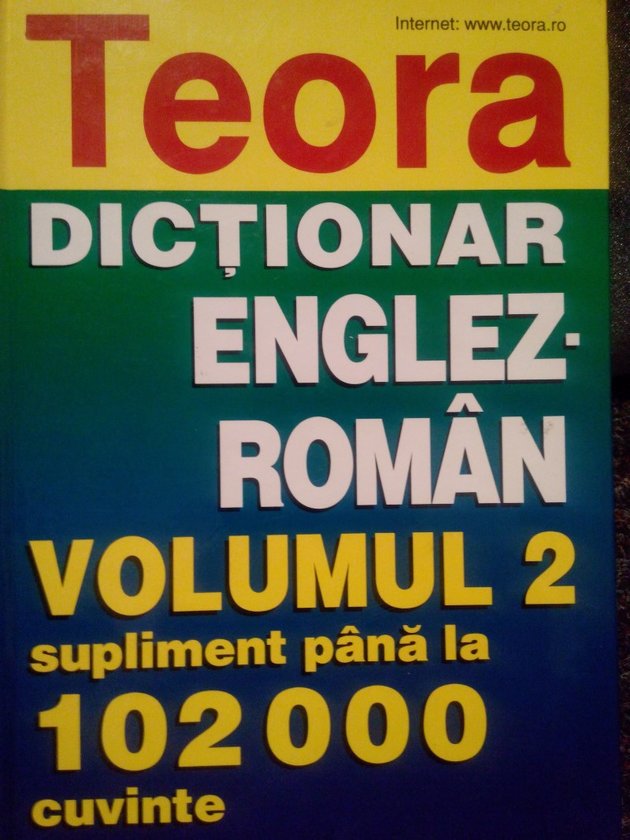 Internet: www.teora.ro
Teora
DICȚIONAR
ENGLEZ-
ROMÂN
VOLUMUL 2
supliment până la
102 000
cuvinte